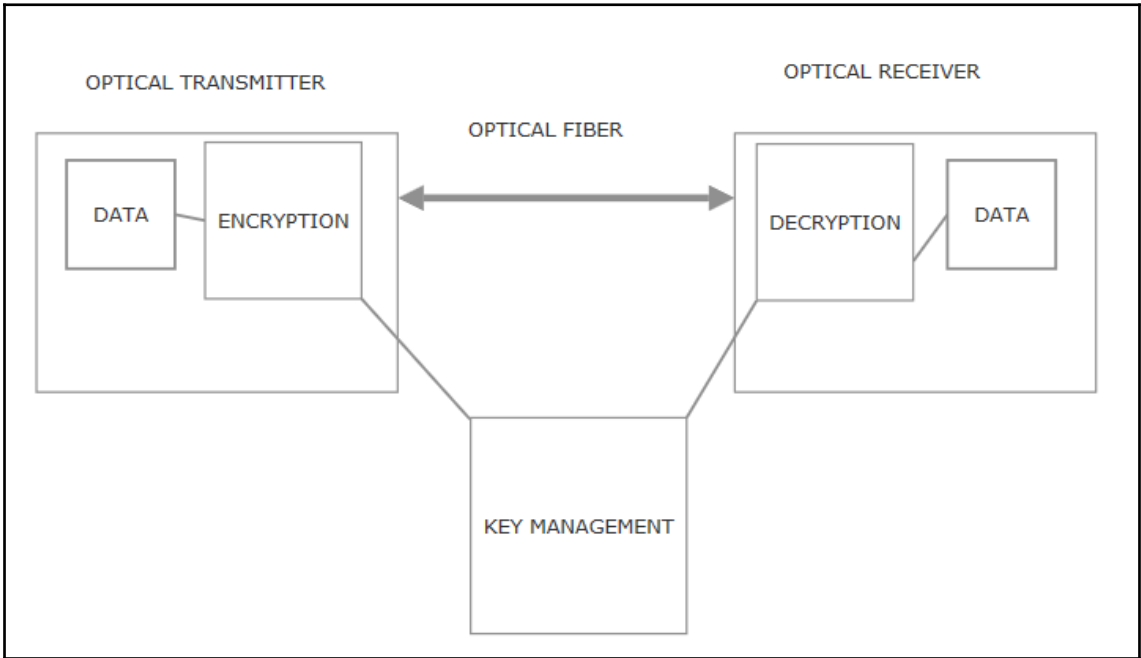 OPTICAL TRANSMITTER
OPTICAL RECEIVER
OPTICAL FIBER
DATA
ENCRYPTION
DECRYPTION
DATA
KEY MANAGEMENT